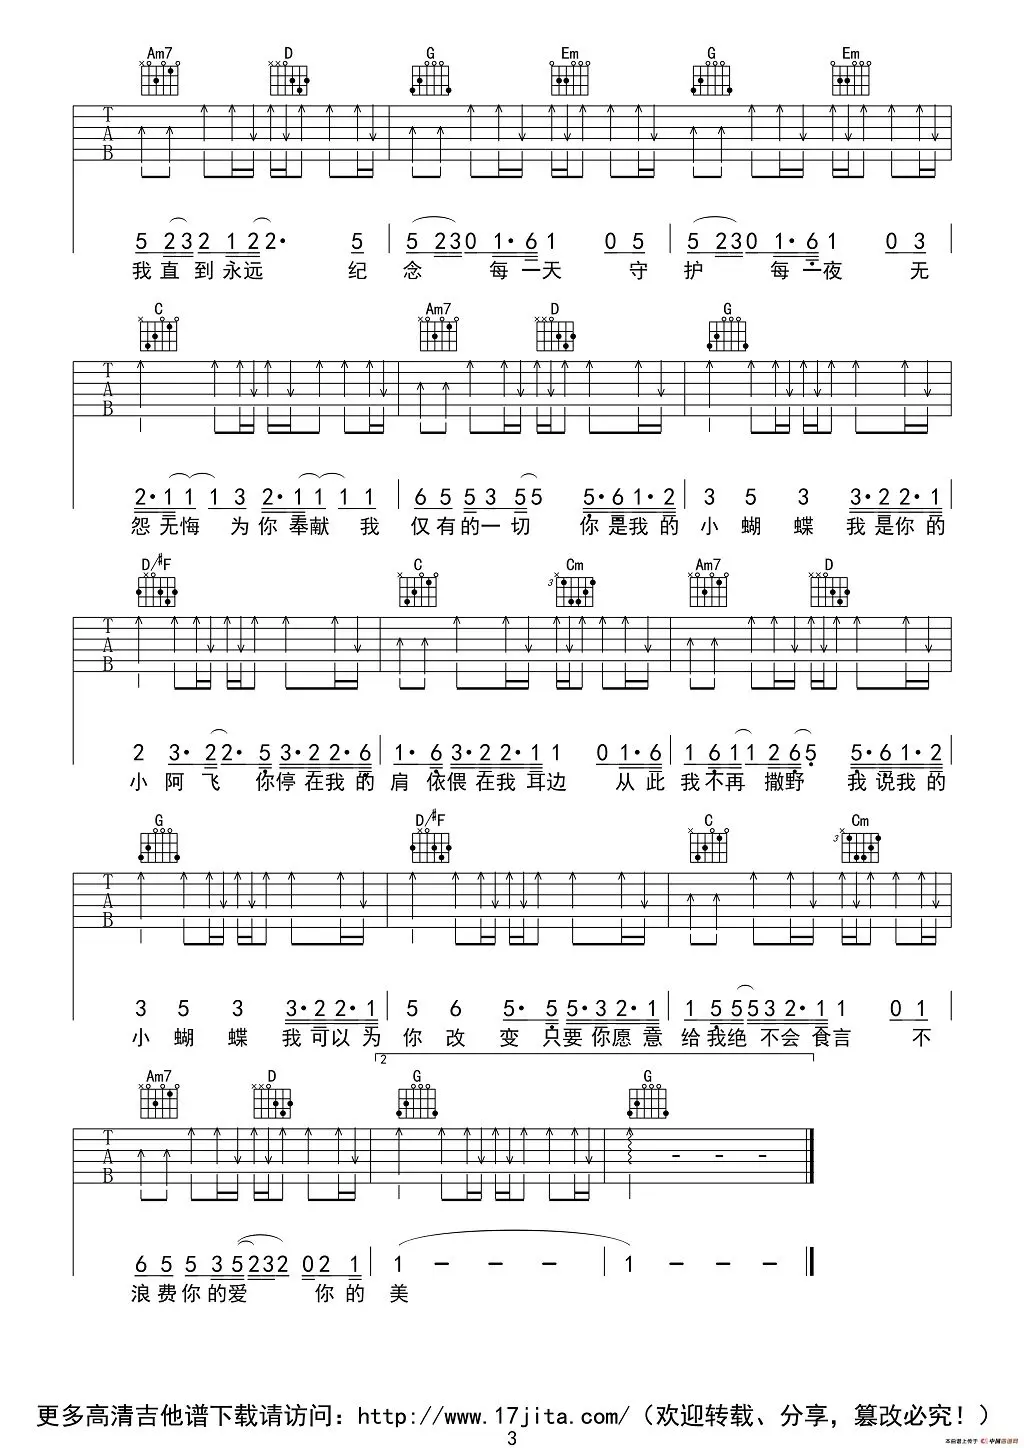 Am7 D G Em G Em
T
A
B
5 2 3 2 1 2 2· 5 5 2 3 0 1· 6 1 0 5 5 2 3 0 1· 6 1 0 3
我直到永远 纪念 每一天 守护 每一夜 无
C Am7 D G
T
A
B
2· 1 1 1 1 3 2· 1 1 1 1 1 6 5 5 3 5 5 5· 6 1· 2 3 5 3 3· 2 2· 1
怨无悔 为你奉献 我仅有的一切 你是我的小蝴蝶我是你的
D/#F C 3 Cm Am7 D
T
A
B
2 3· 2 2· 5 3· 2 2· 6 1· 6 3· 2 2· 1 1 0 1· 6 1 6 1 1 2 6 5 5· 6 1· 2
小阿飞 你停在我的肩依偎在我耳边 从此我不再撒野 我说我的
G D/#F C 3 Cm
T
A
B
3 5 3 3· 2 2· 1 5 6 5· 5 5· 3 2· 1 1 5 5 5 3 2· 1 1 0 1
小蝴蝶我可以为你改变只要你愿意给我绝不会食言 不
2
Am7 D G G
T
A
B
6 5 5 3 5 2 3 2 0 2 1 1 — — — 1 — — —
浪费你的爱 你的美
更多高清吉他谱下载请访问：http://www.17jita.com/（欢迎转载、分享，篡改必究！）
3